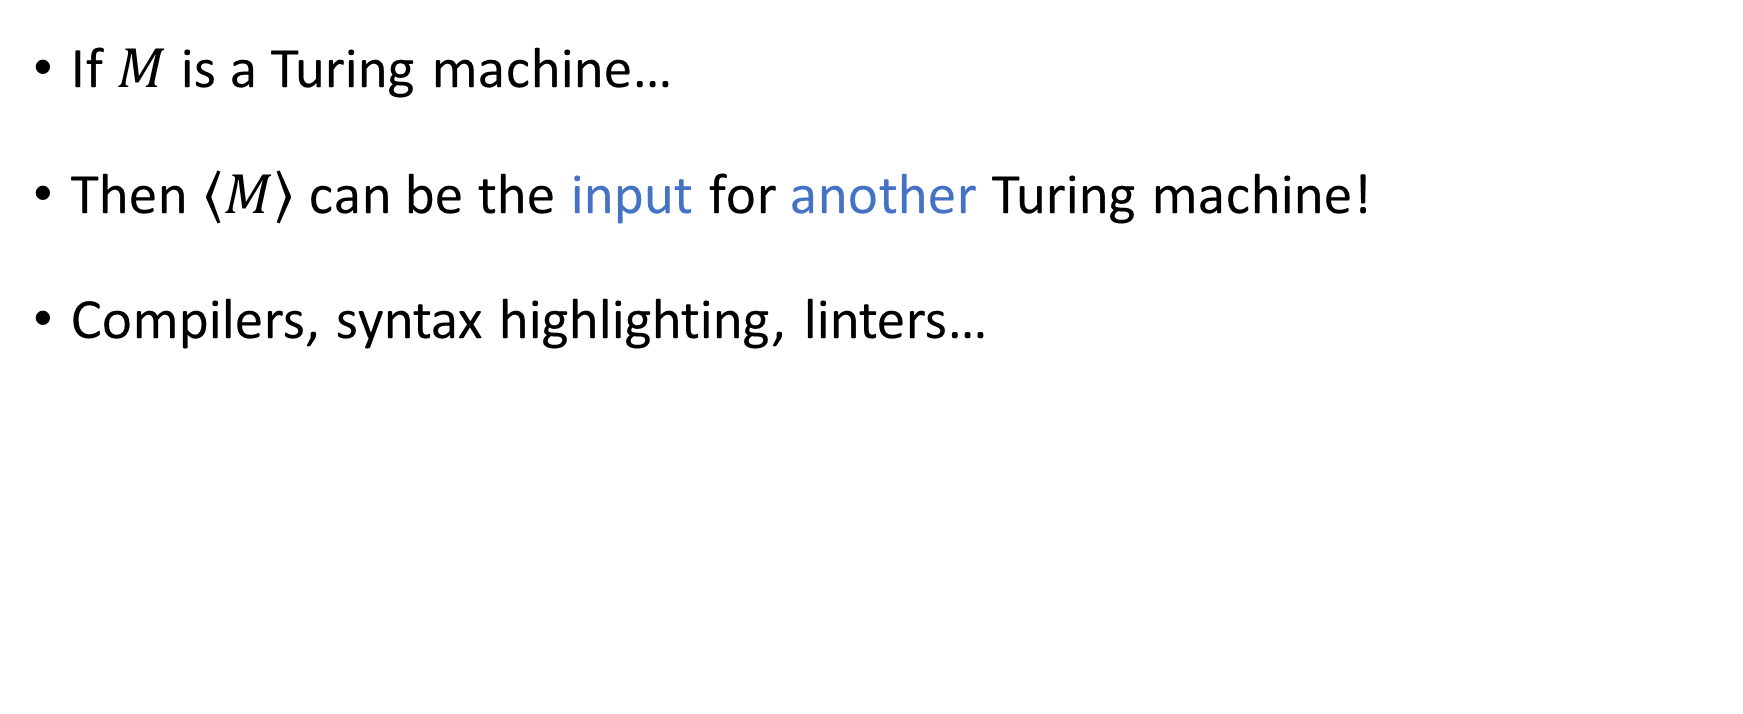 • If 𝑀 is a Turing machine…
• Then ⟨𝑀⟩ can be the input for another Turing machine!
• Compilers, syntax highlighting, linters…